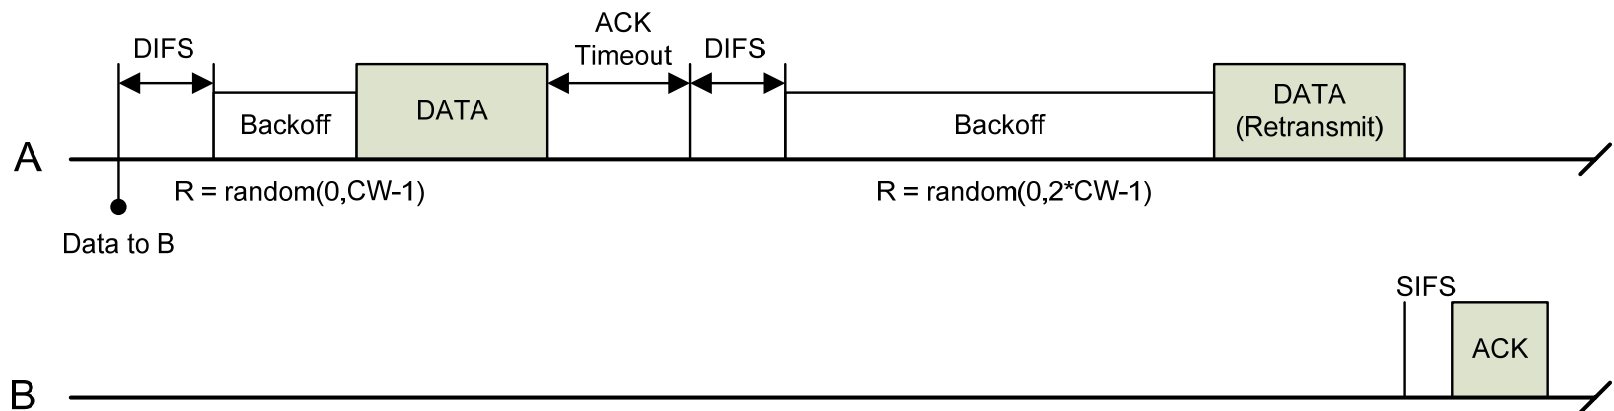 DIFS
ACK
Timeout
DIFS
Backoff
DATA
Backoff
DATA
(Retransmit)
A
R = random(0,CW-1)
R = random(0,2*CW-1)
Data to B
SIFS
ACK
B